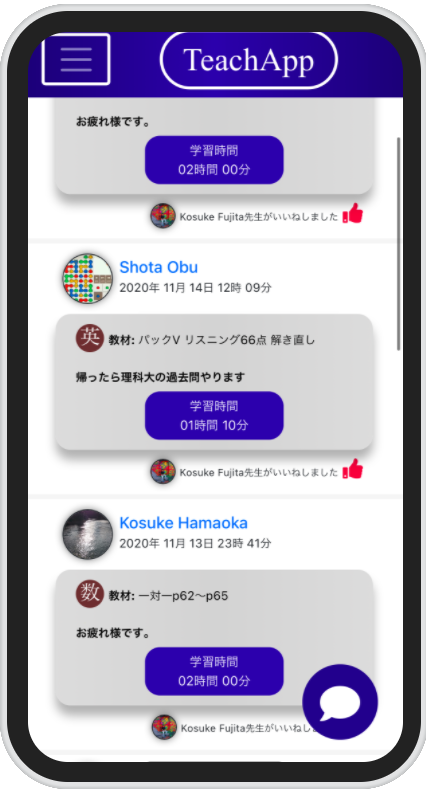 TeachApp
お疲れ様です。
学習時間
02時間 00分
Kosuke Fujita先生がいいねしました
Shota Obu
2020年 11月 14日 12時 09分
英 教材: パックV リスニング66点 解き直し
帰ったら理科大の過去問やります
学習時間
01時間 10分
Kosuke Fujita先生がいいねしました
Kosuke Hamaoka
2020年 11月 13日 23時 41分
数 教材: 一対一p62〜p65
お疲れ様です。
学習時間
02時間 00分
Kosuke Fujita先生がいいね